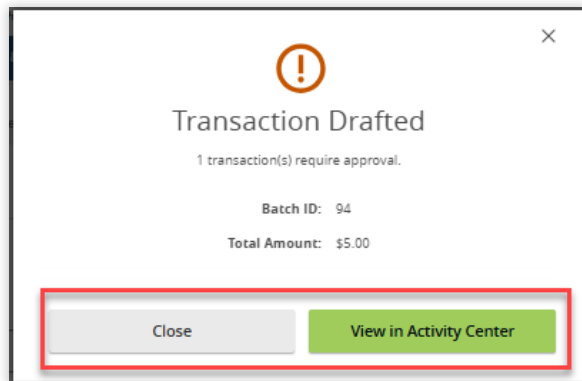 Transaction Drafted
1 transaction(s) require approval.
Batch ID: 94
Total Amount: $5.00
Close
View in Activity Center